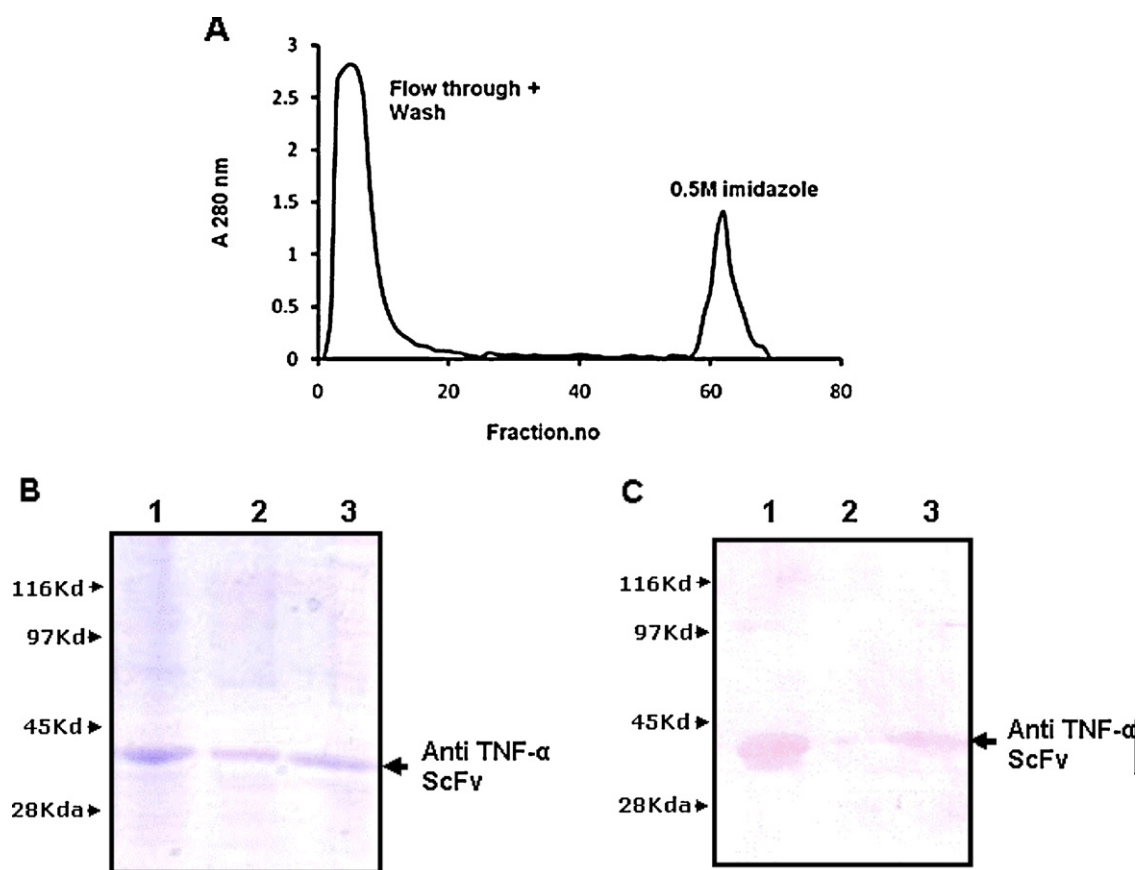 A
3
2.5
2
1.5
1
0.5
0
A 280 nm
Flow through +
Wash
0.5M imidazole
0 20 40 60 80
Fraction.no
B
1 2 3
116Kd
97Kd
45Kd
28Kda
Anti TNF-α
ScFv
C
1 2 3
116Kd
97Kd
45Kd
28Kda
Anti TNF-α
ScFv